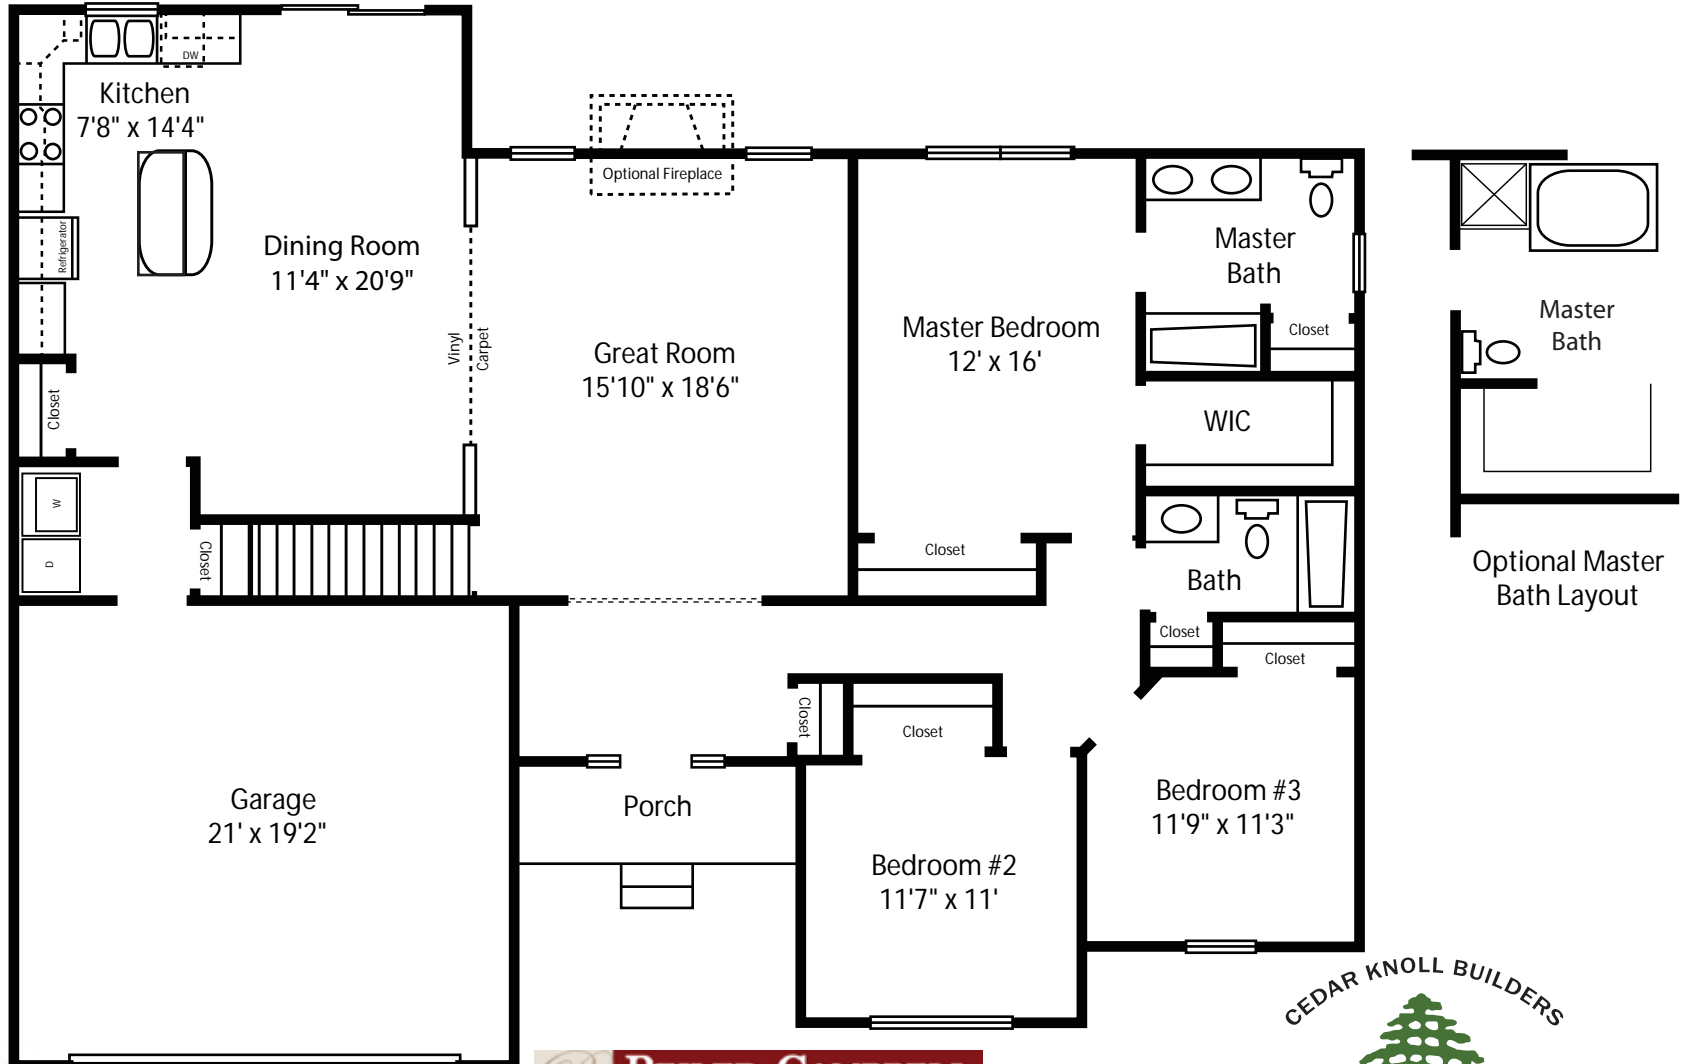 DW
Kitchen
7'8" x 14'4"
Refrigerator
Dining Room
11'4" x 20'9"
Vinyl
Carpet
Optional Fireplace
Great Room
15'10" x 18'6"
Master Bedroom
12' x 16'
Master
Bath
Closet
WIC
Master
Bath
Optional Master
Bath Layout
Closet
W
D
Closet
Closet
Bath
Closet
Closet
Closet
Closet
Garage
21' x 19'2"
Porch
Bedroom #2
11'7" x 11'
Bedroom #3
11'9" x 11'3"
CEDAR KNOLL BUILDERS